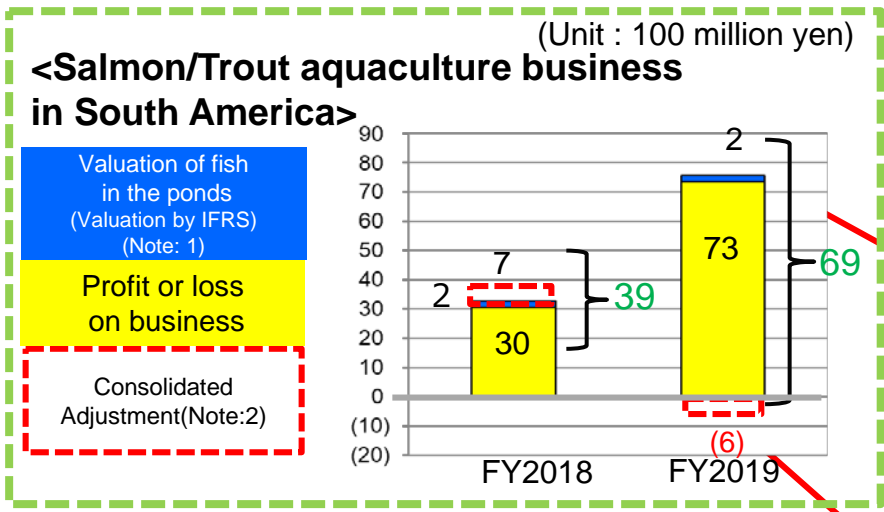 (Unit : 100 million yen)
<Salmon/Trout aquaculture business
in South America>
Valuation of fish
in the ponds
(Valuation by IFRS)
(Note: 1)
Profit or loss
on business
Consolidated
Adjustment(Note:2)
90
80
70
60
50
40
30
20
10
0
(10)
(20)
7
2
30
39
2
73
69
(6)
FY2018
FY2019